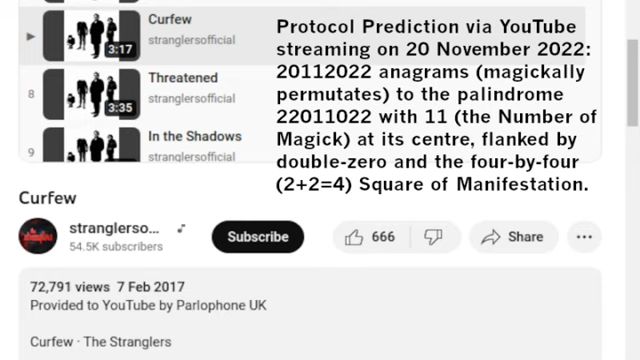 Curfew
stranglersofficial
3:17
8
Threatened
stranglersofficial
3:35
9
In the Shadows
stranglersofficial
Protocol Prediction via YouTube
streaming on 20 November 2022:
20112022 anagrams (magickally
permutates) to the palindrome
22011022 with 11 (the Number of
Magick) at its centre, flanked by
double-zero and the four-by-four
(2+2=4) Square of Manifestation.
Curfew
stranglerso...
54.5K subscribers
Subscribe
666
Share
72,791 views 7 Feb 2017
Provided to YouTube by Parlophone UK
Curfew · The Stranglers